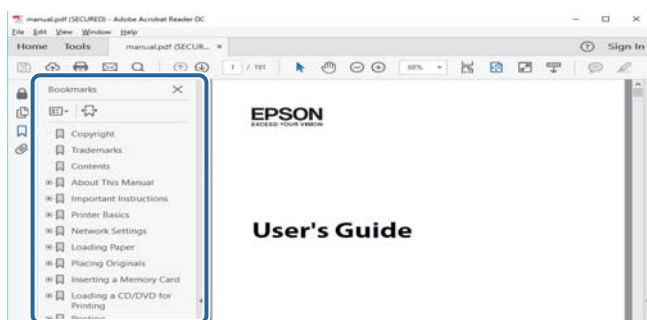 manual.pdf (SECURED) - Adobe Acrobat Reader DC
File Edit View Window Help
Home Tools manual.pdf (SECUR... × Sign In
1 / 191 68%
Bookmarks
Copyright
Trademarks
Contents
About This Manual
Important Instructions
Printer Basics
Network Settings
Loading Paper
Placing Originals
Inserting a Memory Card
Loading a CD/DVD for
Printing
Printing
EPSON
EXCEED YOUR VISION
User's Guide